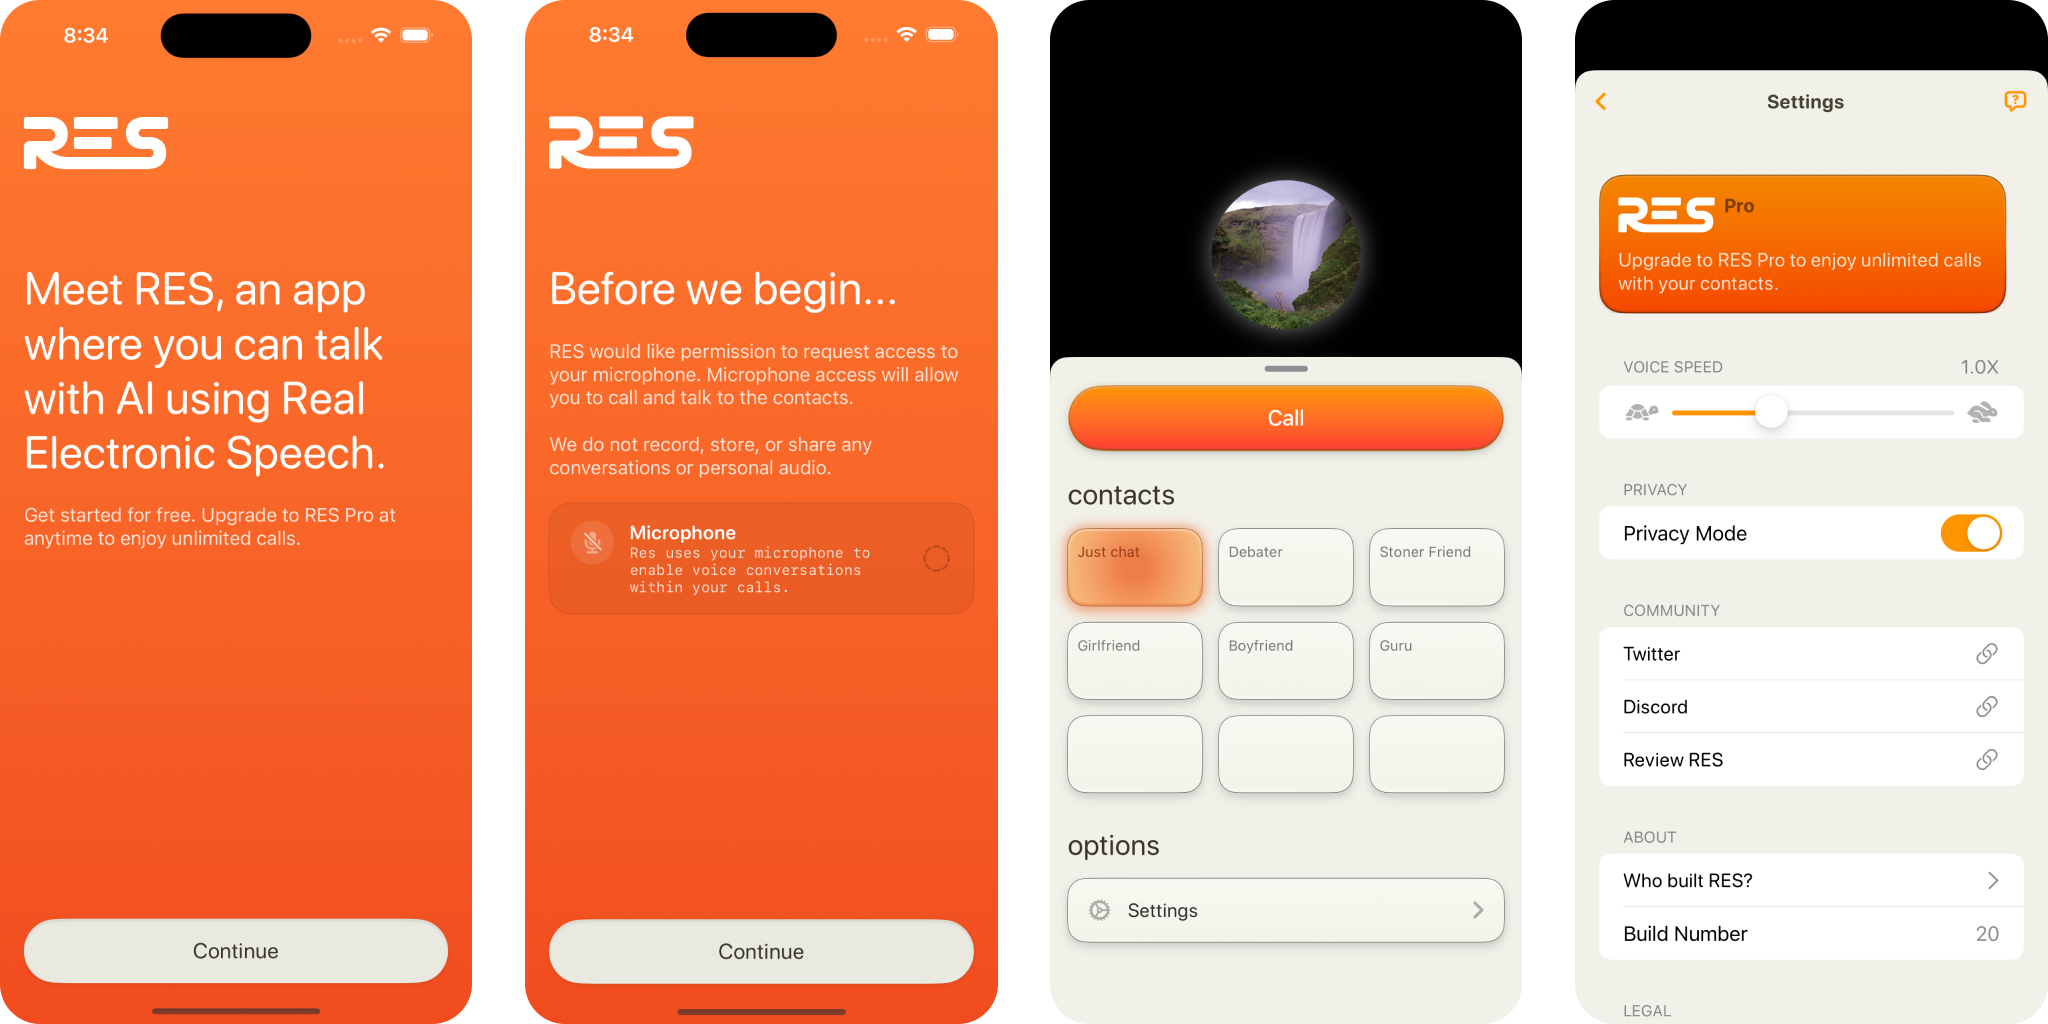 8:34
RES
Meet RES, an app
where you can talk
with AI using Real
Electronic Speech.
Get started for free. Upgrade to RES Pro at
anytime to enjoy unlimited calls.
Continue
8:34
RES
Before we begin...
RES would like permission to request access to
your microphone. Microphone access will allow
you to call and talk to the contacts.
We do not record, store, or share any
conversations or personal audio.
Microphone
Res uses your microphone to
enable voice conversations
within your calls.
Continue
Call
contacts
Just chat
Debater
Stoner Friend
Girlfriend
Boyfriend
Guru
options
Settings
Settings
?
RES Pro
Upgrade to RES Pro to enjoy unlimited calls
with your contacts.
VOICE SPEED
1.0X
PRIVACY
Privacy Mode
COMMUNITY
Twitter
Discord
Review RES
ABOUT
Who built RES?
Build Number
20
LEGAL